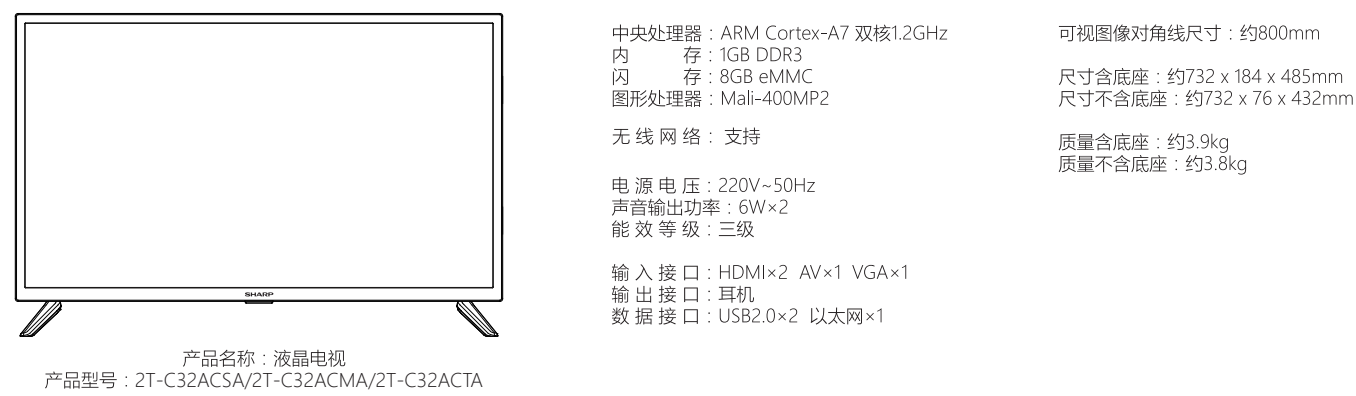 SHARP
产品名称：液晶电视
产品型号：2T-C32ACSA/2T-C32ACMA/2T-C32ACTA
中央处理器：ARM Cortex-A7 双核1.2GHz
内 存：1GB DDR3
闪 存：8GB eMMC
图形处理器：Mali-400MP2
无 线 网 络： 支持
电 源 电 压：220V~50Hz
声音输出功率：6W×2
能 效 等 级：三级
输 入 接 口：HDMI×2 AV×1 VGA×1
输 出 接 口：耳机
数 据 接 口：USB2.0×2 以太网×1
可视图像对角线尺寸：约800mm
尺寸含底座：约732 x 184 x 485mm
尺寸不含底座：约732 x 76 x 432mm
质量含底座：约3.9kg
质量不含底座：约3.8kg